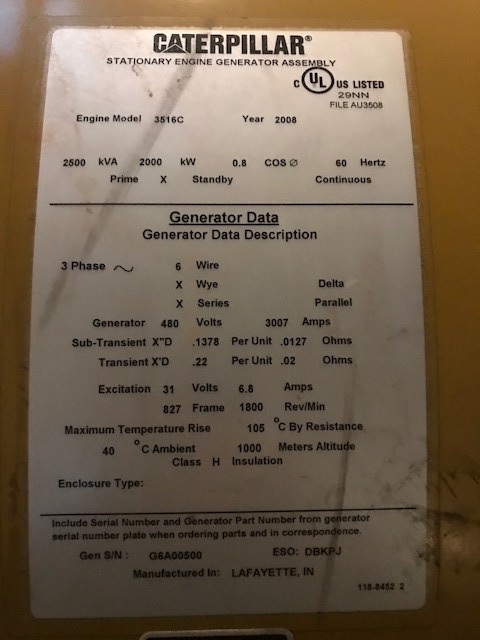 CATERPILLAR®
STATIONARY ENGINE GENERATOR ASSEMBLY
C UL US LISTED
29NN
FILE AU3508
Engine Model 3516C Year 2008
2500 kVA 2000 kW 0.8 COS Ø 60 Hertz
Prime X Standby Continuous
Generator Data
Generator Data Description
3 Phase ~ 6 Wire
X Wye Delta
X Series Parallel
Generator 480 Volts 3007 Amps
Sub-Transient X"D .1378 Per Unit .0127 Ohms
Transient X'D .22 Per Unit .02 Ohms
Excitation 31 Volts 6.8 Amps
827 Frame 1800 Rev/Min
Maximum Temperature Rise 105 °C By Resistance
40 °C Ambient 1000 Meters Altitude
Class H Insulation
Enclosure Type:
Include Serial Number and Generator Part Number from generator
serial number plate when ordering parts and in correspondence.
Gen S/N : G6A00500 ESO: DBKPJ
Manufactured In: LAFAYETTE, IN
118-8452 2